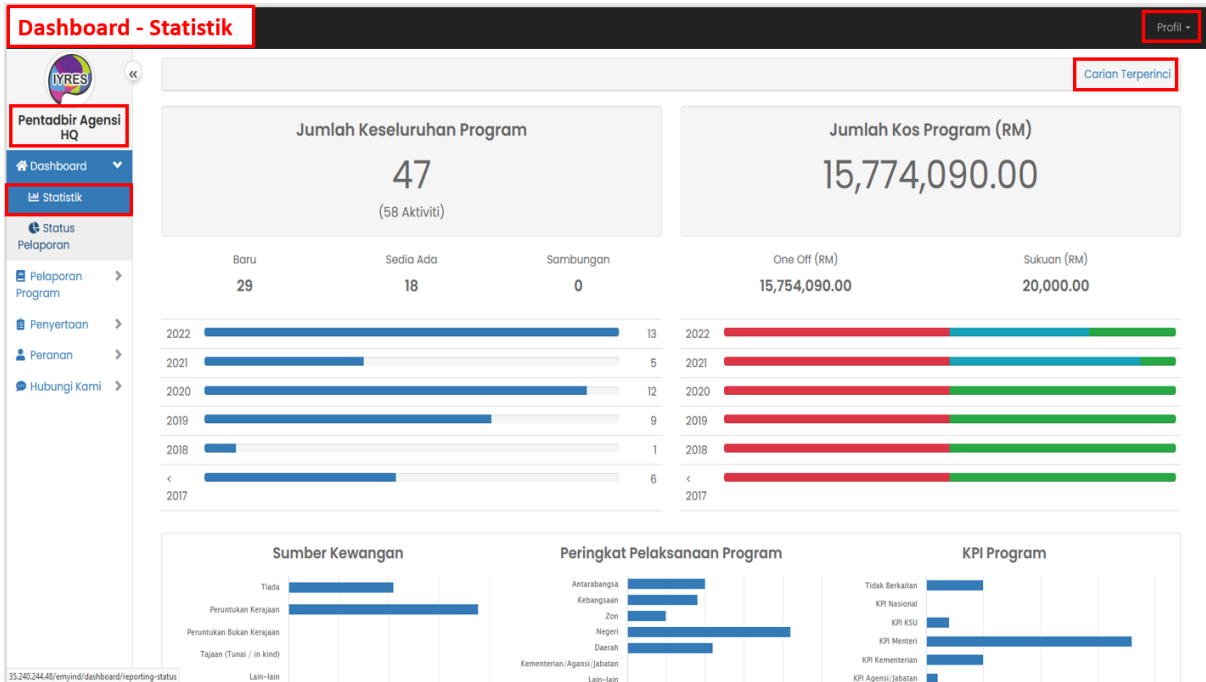 Dashboard - Statistik
Profil
IYRES
«
Carian Terperinci
Pentadbir Agensi
HQ
Dashboard
Statistik
Status
Pelaporan
Pelaporan
Program
Penyertaan
Peranan
Hubungi Kami
Jumlah Keseluruhan Program
47
(58 Aktiviti)
Jumlah Kos Program (RM)
15,774,090.00
Baru
29
Sedia Ada
18
Sambungan
0
One Off (RM)
15,754,090.00
Sukuan (RM)
20,000.00
2022 13
2021 5
2020 12
2019 9
2018 1
< 6
2017
2022
2021
2020
2019
2018
<
2017
Sumber Kewangan
Tiada
Peruntukan Kerajaan
Peruntukan Bukan Kerajaan
Tajaan (Tunai / in kind)
Lain-lain
Peringkat Pelaksanaan Program
Antarabangsa
Kebangsaan
Zon
Negeri
Daerah
Kementerian/Agansi/Jabatan
Lain-lain
KPI Program
Tidak Berkaitan
KPI Nasional
KPI KSU
KPI Menteri
KPI Kementerian
KPI Agensi/Jabatan
35.240.244.48/emyind/dashboard/reporting-status